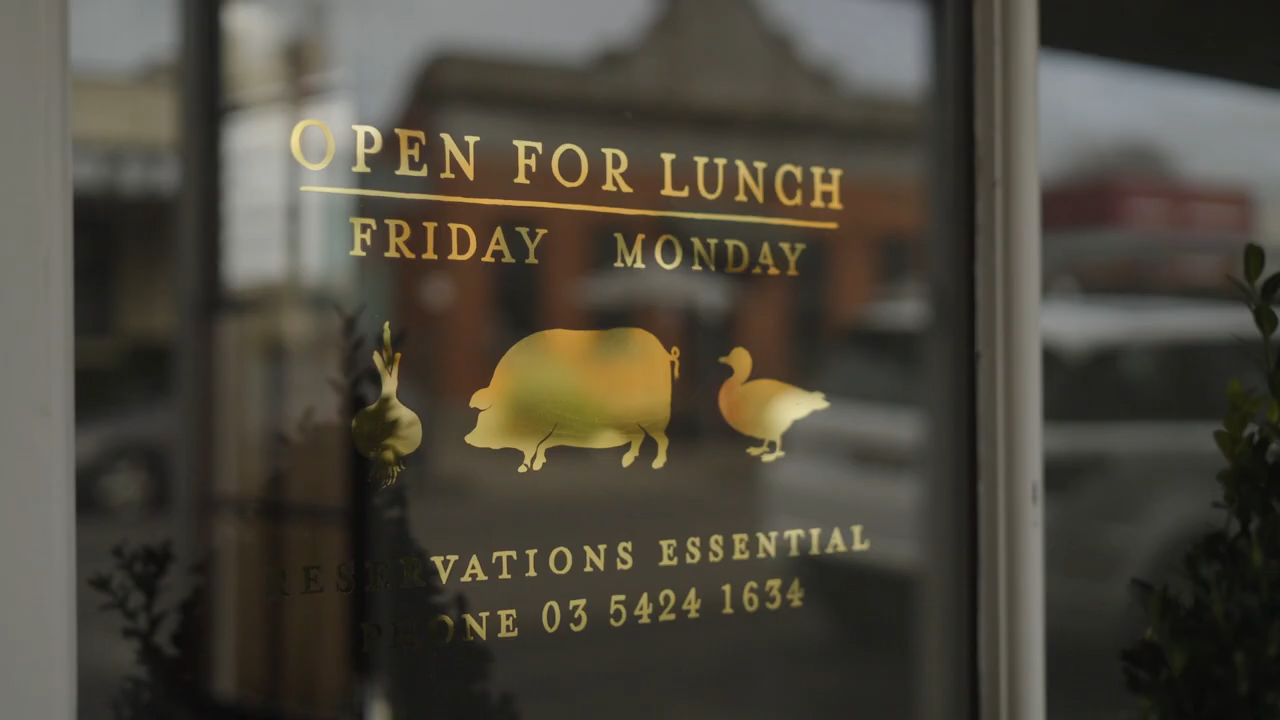 OPEN FOR LUNCH
FRIDAY MONDAY
RESERVATIONS ESSENTIAL
PHONE 03 5424 1634